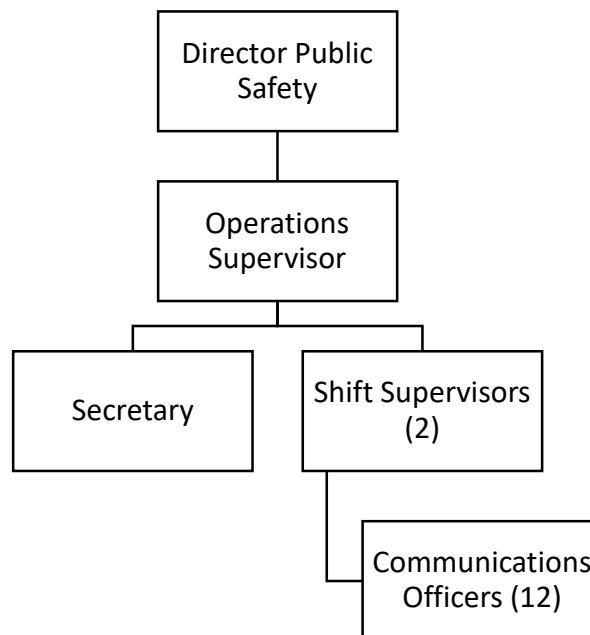 Director Public
Safety
Operations
Supervisor
Secretary
Shift Supervisors
(2)
Communications
Officers (12)